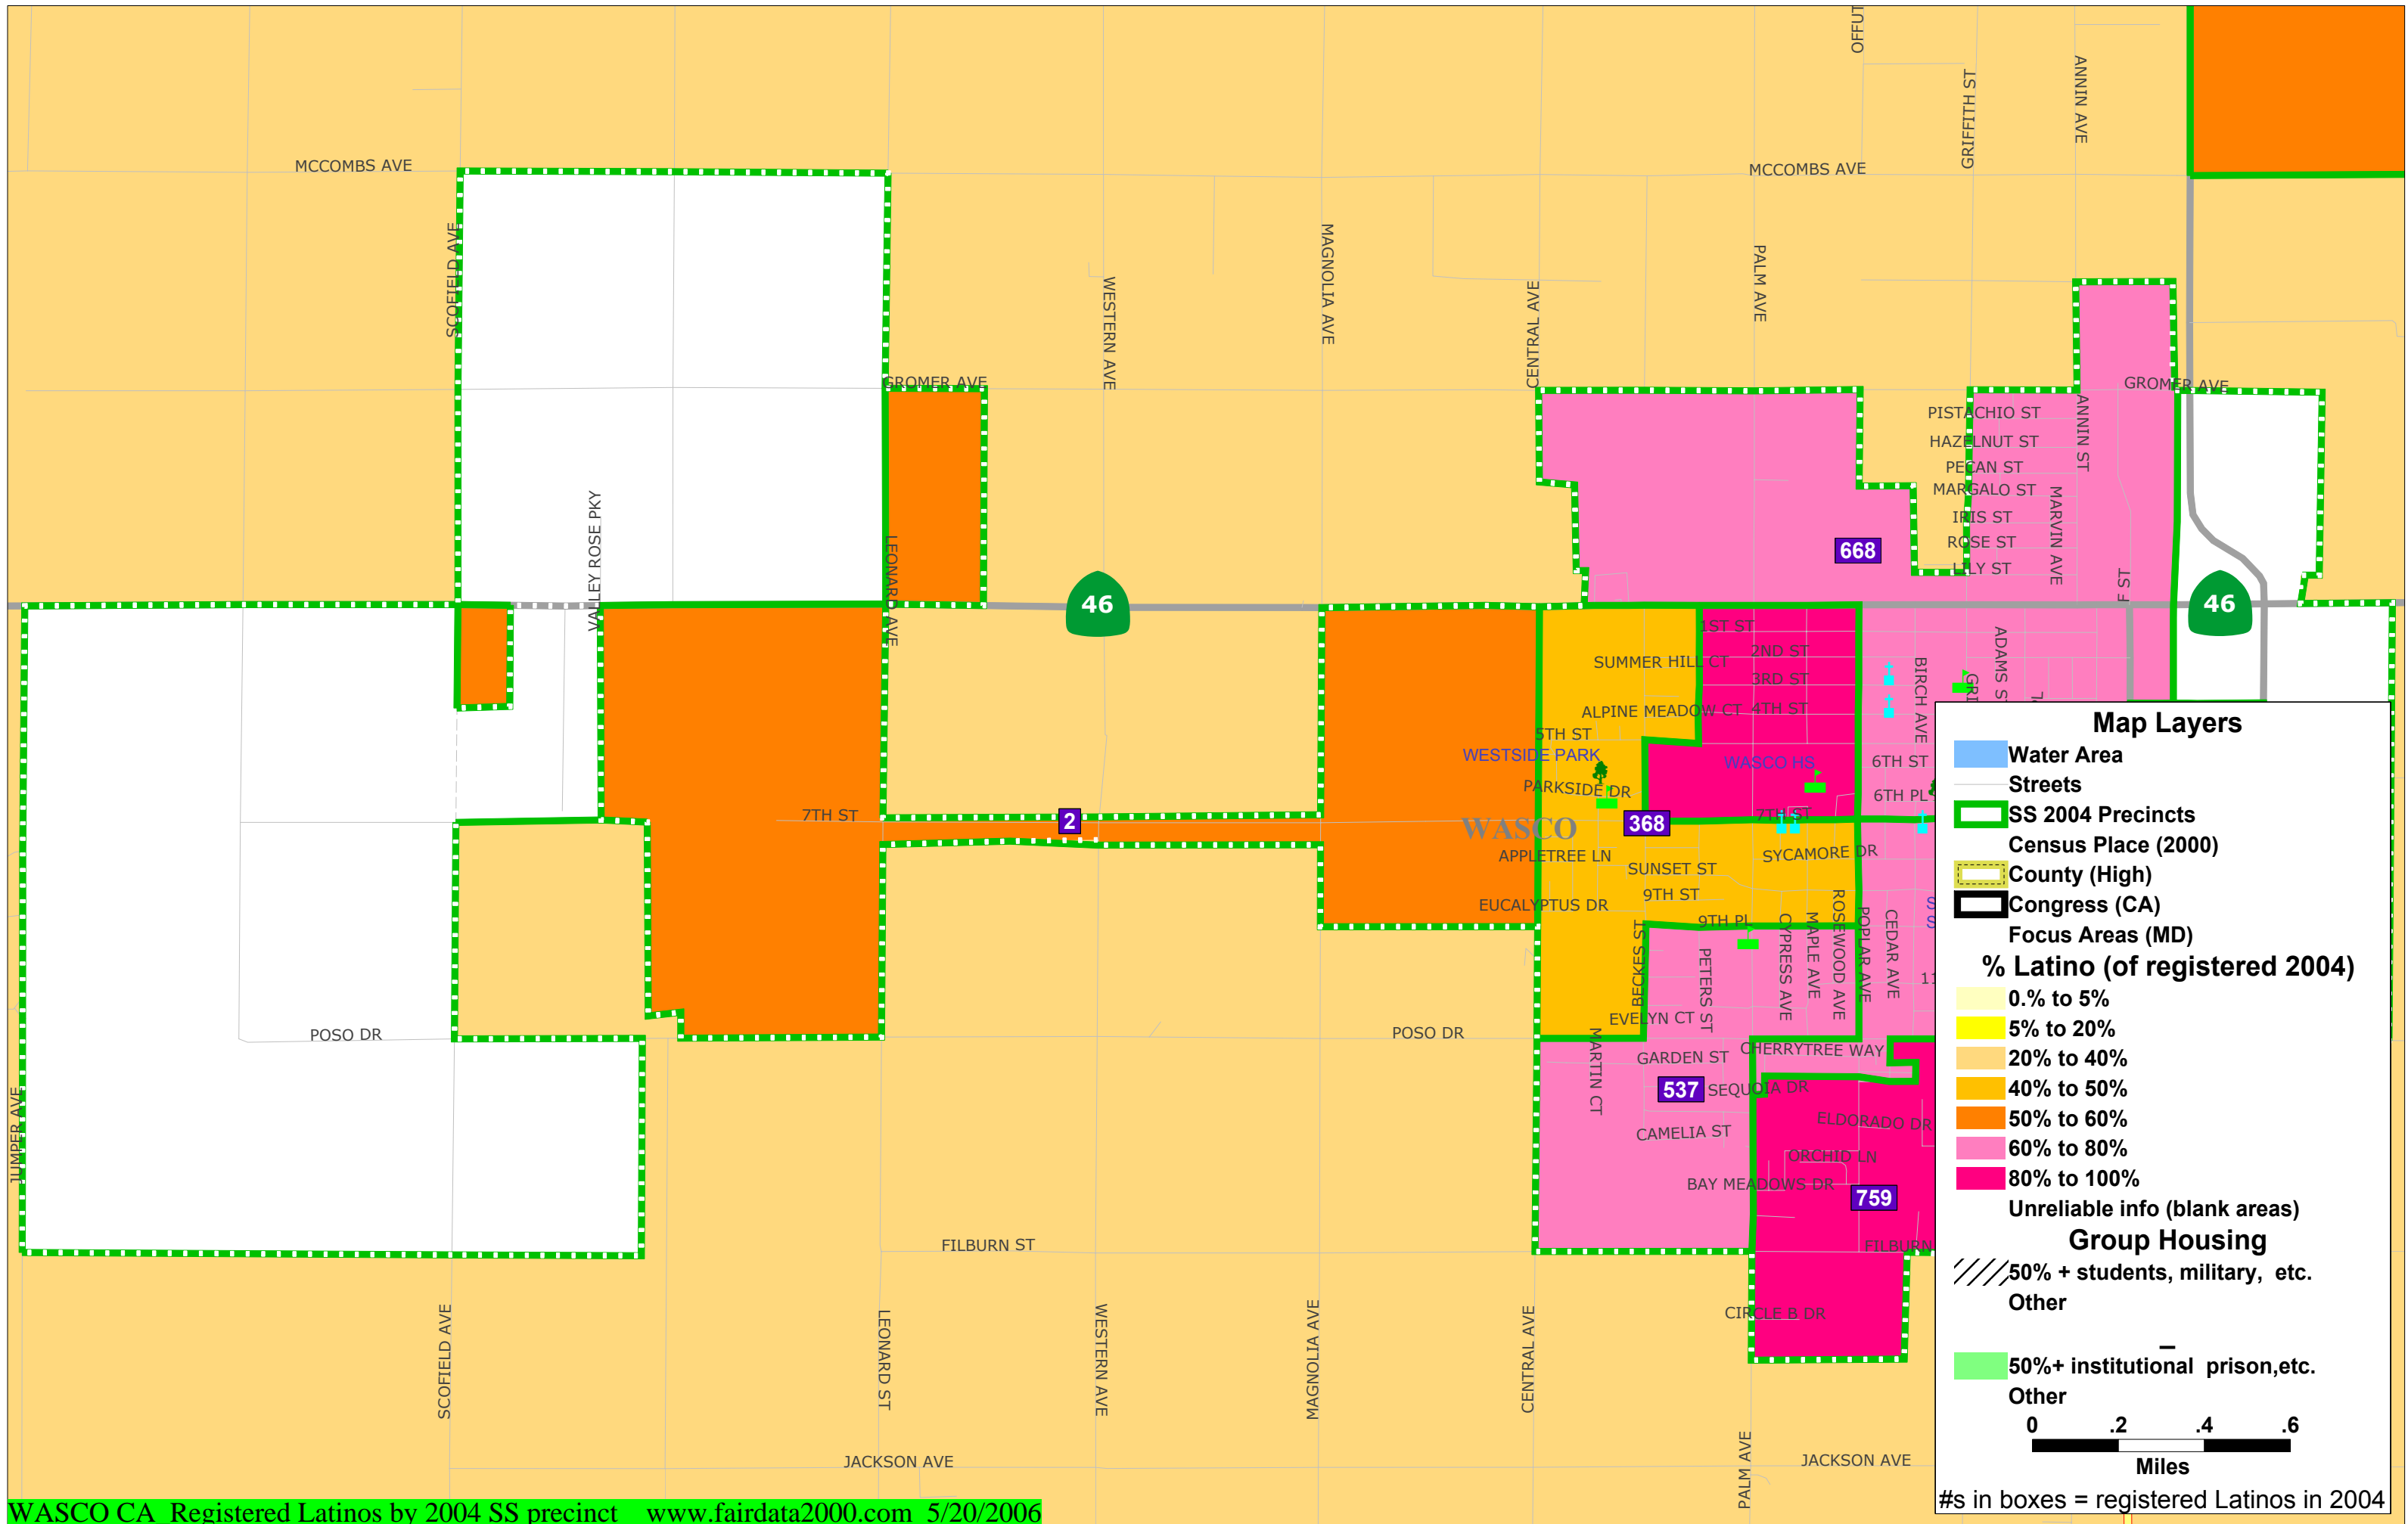 OFFUT
GRIFFITH ST
ANNIN AVE
MCCOMBS AVE
MCCOMBS AVE
SCOFIELD AVE
WESTERN AVE
MAGNOLIA AVE
CENTRAL AVE
PALM AVE
GROMER AVE
GROMER AVE
PISTACHIO ST
HAZELNUT ST
PECAN ST
MARGALO ST
IRIS ST
ROSE ST
LILY ST
ANNIN ST
MARVIN AVE
F ST
668
VALLEY ROSE PKY
LEONARD AVE
46
46
1ST ST
2ND ST
3RD ST
4TH ST
SUMMER HILL CT
ALPINE MEADOW CT
5TH ST
WESTSIDE PARK
WASCO HS
PARKSIDE DR
BIRCH AVE
GRI
ADAMS S
6TH ST
6TH PL
7TH ST
2
7TH ST
WASCO
368
APPLETREE LN
SYCAMORE DR
SUNSET ST
9TH ST
EUCALYPTUS DR
9TH PL
BECKES ST
PETERS ST
CYPRESS AVE
MAPLE AVE
ROSEWOOD AVE
POPLAR AVE
CEDAR AVE
S
S
11
EVELYN CT
POSO DR
POSO DR
MARTIN CT
GARDEN ST
CHERRYTREE WAY
537
SEQUOIA DR
CAMELIA ST
ELDORADO DR
ORCHID LN
BAY MEADOWS DR
759
JUMPER AVE
FILBURN ST
FILBURN
CIRCLE B DR
SCOFIELD AVE
LEONARD ST
WESTERN AVE
MAGNOLIA AVE
CENTRAL AVE
PALM AVE
JACKSON AVE
JACKSON AVE
Map Layers
Water Area
Streets
SS 2004 Precincts
Census Place (2000)
County (High)
Congress (CA)
Focus Areas (MD)
% Latino (of registered 2004)
0.% to 5%
5% to 20%
20% to 40%
40% to 50%
50% to 60%
60% to 80%
80% to 100%
Unreliable info (blank areas)
Group Housing
50% + students, military, etc.
Other
50%+ institutional prison,etc.
Other
0 .2 .4 .6
Miles
#s in boxes = registered Latinos in 2004
WASCO CA Registered Latinos by 2004 SS precinct www.fairdata2000.com 5/20/2006